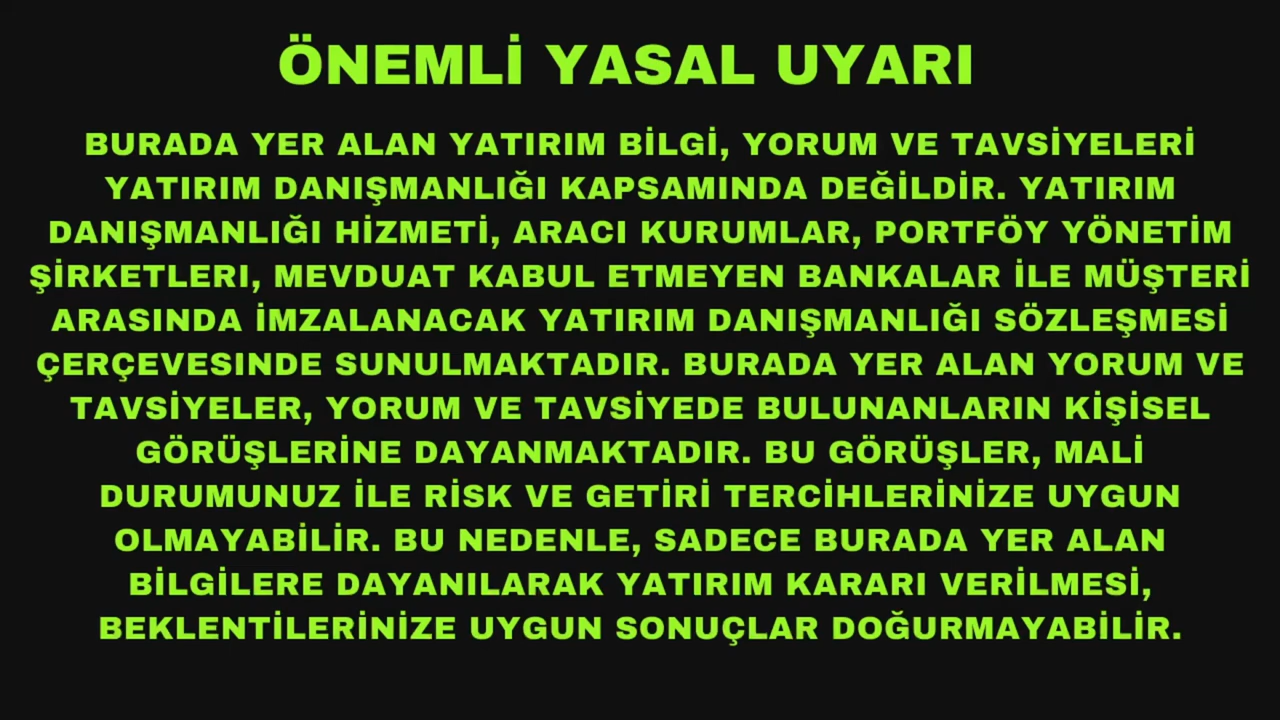 ÖNEMLİ YASAL UYARI
BURADA YER ALAN YATIRIM BİLGİ, YORUM VE TAVSİYELERİ
YATIRIM DANIŞMANLIĞI KAPSAMINDA DEĞİLDİR. YATIRIM
DANIŞMANLIĞI HİZMETİ, ARACI KURUMLAR, PORTFÖY YÖNETİM
ŞİRKETLERI, MEVDUAT KABUL ETMEYEN BANKALAR İLE MÜŞTERİ
ARASINDA İMZALANACAK YATIRIM DANIŞMANLIĞI SÖZLEŞMESİ
ÇERÇEVESINDE SUNULMAKTADIR. BURADA YER ALAN YORUM VE
TAVSİYELER, YORUM VE TAVSİYEDE BULUNANLARIN KİŞİSEL
GÖRÜŞLERİNE DAYANMAKTADIR. BU GÖRÜŞLER, MALİ
DURUMUNUZ İLE RİSK VE GETİRİ TERCİHLERİNİZE UYGUN
OLMAYABİLİR. BU NEDENLE, SADECE BURADA YER ALAN
BİLGİLERE DAYANILARAK YATIRIM KARARI VERİLMESİ,
BEKLENTİLERİNİZE UYGUN SONUÇLAR DOĞURMAYABİLİR.